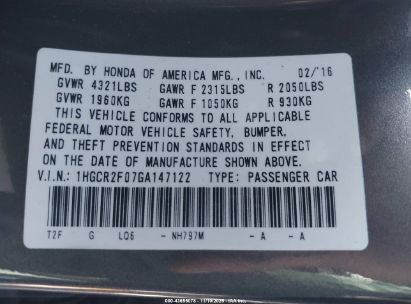 MFD. BY HONDA OF AMERICA MFG., INC. 02/'16
GVWR 4321LBS GAWR F 2315LBS R 2050LBS
GVWR 1960KG GAWR F 1050KG R 930KG
THIS VEHICLE CONFORMS TO ALL APPLICABLE
FEDERAL MOTOR VEHICLE SAFETY, BUMPER,
AND THEFT PREVENTION STANDARDS IN EFFECT
ON THE DATE OF MANUFACTURE SHOWN ABOVE.
V.I.N.: 1HGCR2F07GA147122 TYPE: PASSENGER CAR
T2F G LO6 - NH797M - A - A